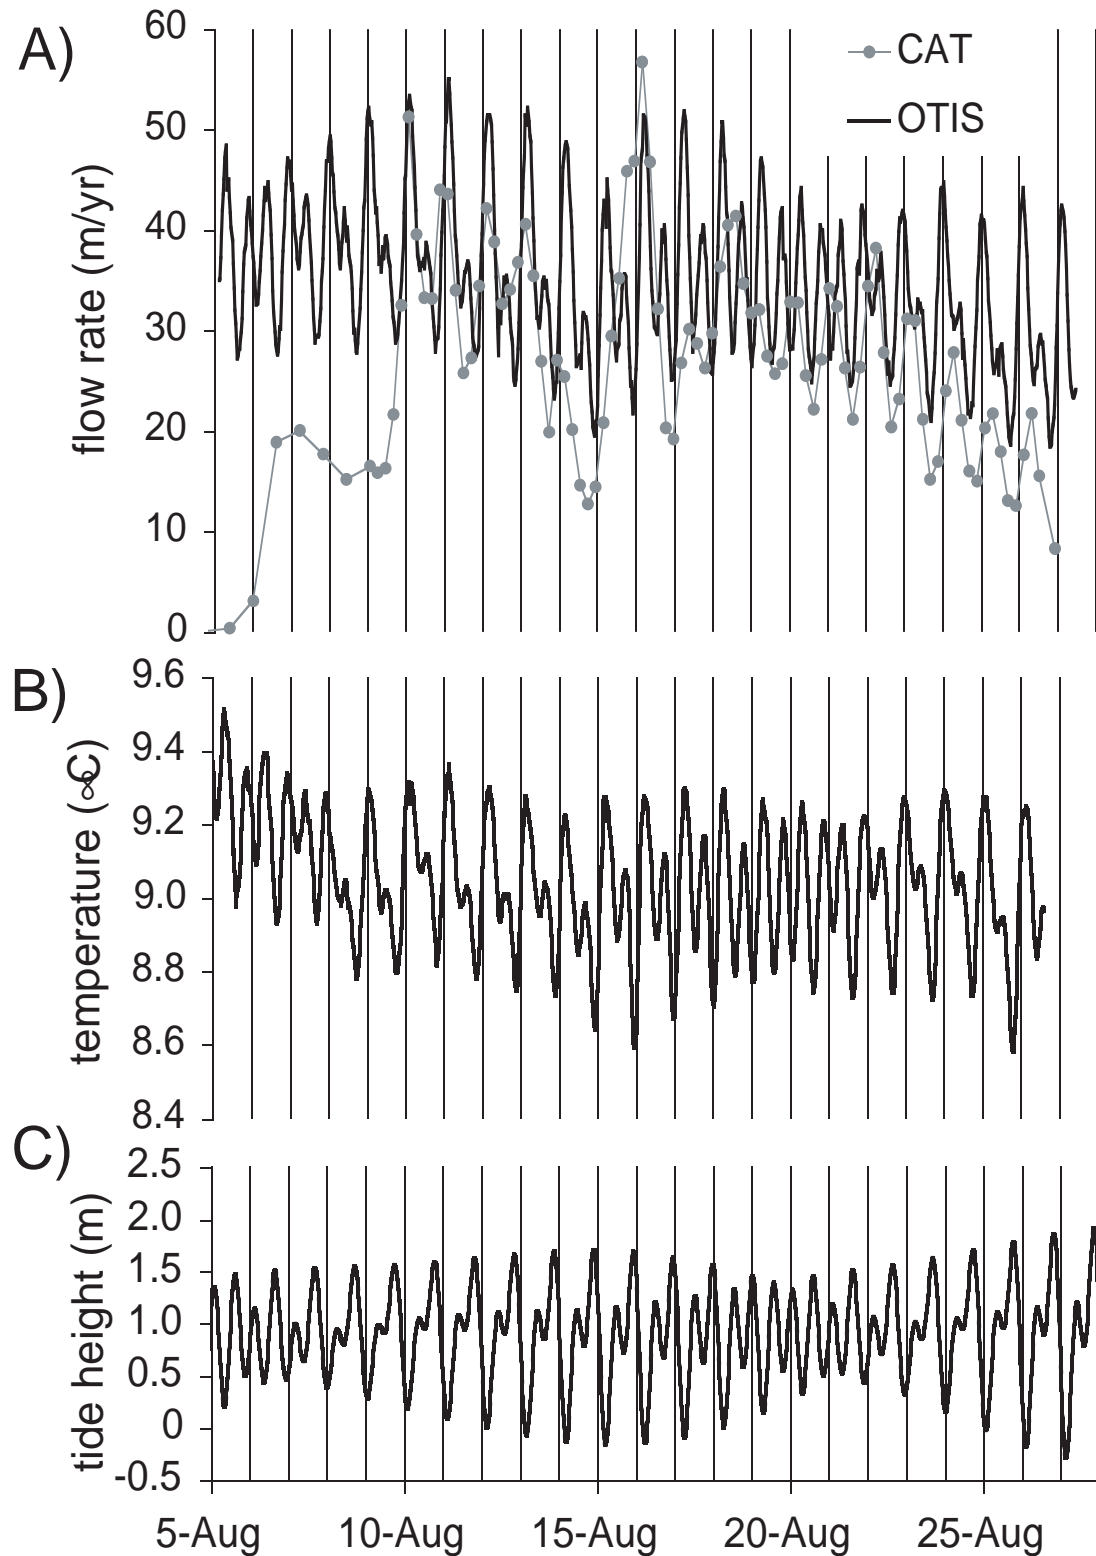 A)
60
50
40
30
20
10
0
flow rate (m/yr)
CAT
OTIS
B)
9.6
9.4
9.2
9.0
8.8
8.6
8.4
temperature (∝C)
C)
2.5
2.0
1.5
1.0
0.5
0
-0.5
tide height (m)
5-Aug 10-Aug 15-Aug 20-Aug 25-Aug